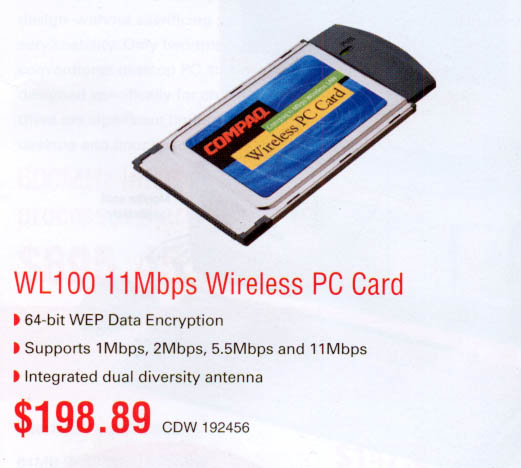 COMPAQ
Wireless PC Card
WL100 11Mbps Wireless PC Card
64-bit WEP Data Encryption
Supports 1Mbps, 2Mbps, 5.5Mbps and 11Mbps
Integrated dual diversity antenna
$198.89 CDW 192456